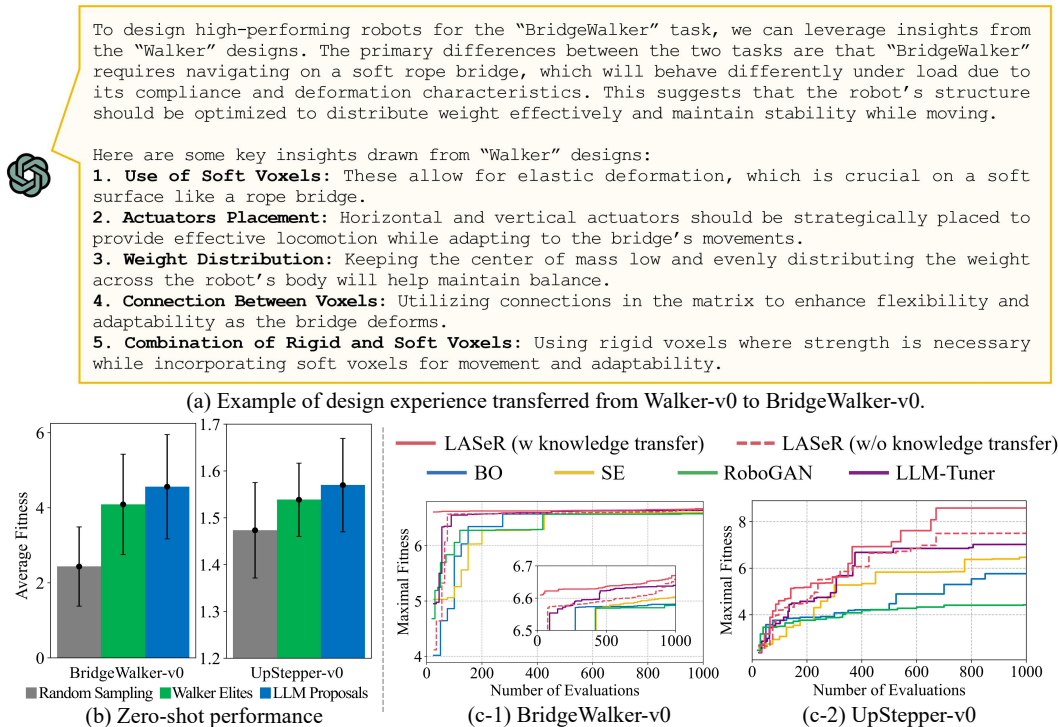 To design high-performing robots for the “BridgeWalker” task, we can leverage insights from
the “Walker” designs. The primary differences between the two tasks are that “BridgeWalker”
requires navigating on a soft rope bridge, which will behave differently under load due to
its compliance and deformation characteristics. This suggests that the robot’s structure
should be optimized to distribute weight effectively and maintain stability while moving.
Here are some key insights drawn from “Walker” designs:
1. Use of Soft Voxels: These allow for elastic deformation, which is crucial on a soft
surface like a rope bridge.
2. Actuators Placement: Horizontal and vertical actuators should be strategically placed to
provide effective locomotion while adapting to the bridge’s movements.
3. Weight Distribution: Keeping the center of mass low and evenly distributing the weight
across the robot’s body will help maintain balance.
4. Connection Between Voxels: Utilizing connections in the matrix to enhance flexibility and
adaptability as the bridge deforms.
5. Combination of Rigid and Soft Voxels: Using rigid voxels where strength is necessary
while incorporating soft voxels for movement and adaptability.
(a) Example of design experience transferred from Walker-v0 to BridgeWalker-v0.
Average Fitness
6
4
2
0
BridgeWalker-v0
1.7
1.6
1.5
1.4
1.3
1.2
UpStepper-v0
Random Sampling Walker Elites LLM Proposals
(b) Zero-shot performance
LASeR (w knowledge transfer) LASeR (w/o knowledge transfer)
BO SE RoboGAN LLM-Tuner
Maximal Fitness
6
5
4
6.7
6.6
6.5
0 500 1000
0 200 400 600 800 1000
Number of Evaluations
(c-1) BridgeWalker-v0
Maximal Fitness
8
6
4
2
0 200 400 600 800 1000
Number of Evaluations
(c-2) UpStepper-v0